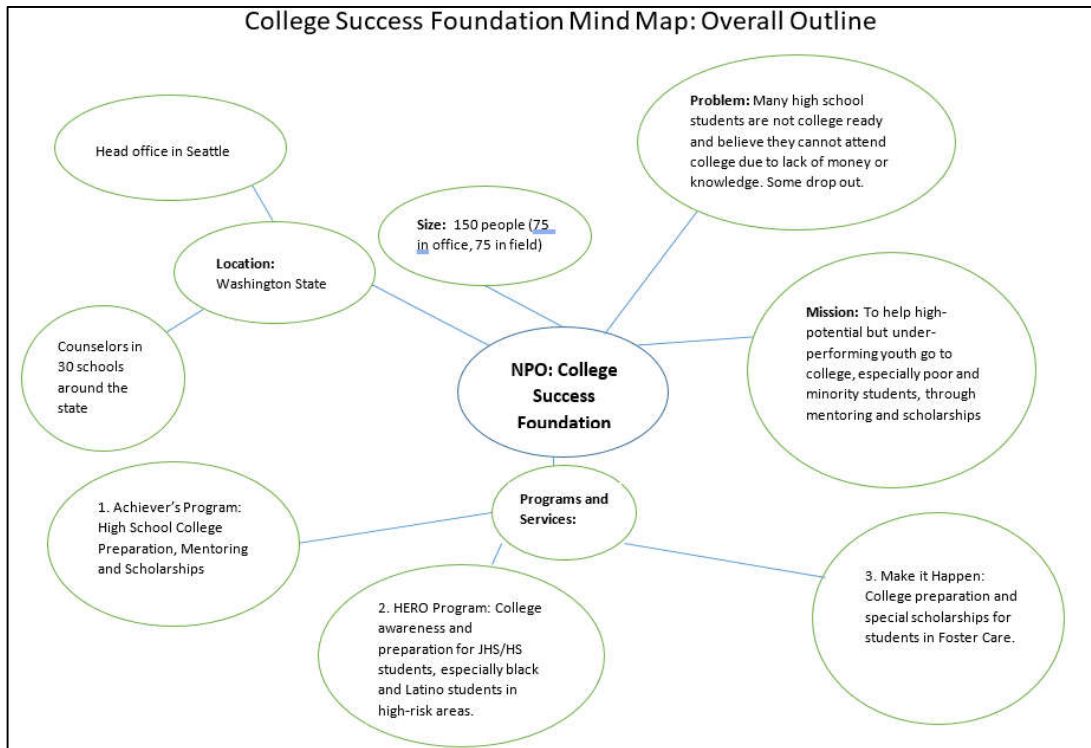 College Success Foundation Mind Map: Overall Outline
Problem: Many high school
students are not college ready
and believe they cannot attend
college due to lack of money or
knowledge. Some drop out.
Head office in Seattle
Size: 150 people (75
in office, 75 in field)
Location:
Washington State
Mission: To help high-
potential but under-
performing youth go to
college, especially poor and
minority students, through
mentoring and scholarships
Counselors in
30 schools
around the
state
NPO: College
Success
Foundation
Programs and
Services:
1. Achiever’s Program:
High School College
Preparation, Mentoring
and Scholarships
2. HERO Program: College
awareness and
preparation for JHS/HS
students, especially black
and Latino students in
high-risk areas.
3. Make it Happen:
College preparation and
special scholarships for
students in Foster Care.